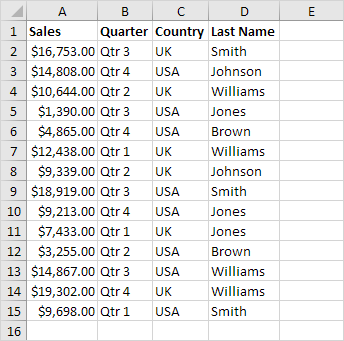 A B C D E
1 Sales Quarter Country Last Name
2 $16,753.00 Qtr 3 UK Smith
3 $14,808.00 Qtr 4 USA Johnson
4 $10,644.00 Qtr 2 UK Williams
5 $1,390.00 Qtr 3 USA Jones
6 $4,865.00 Qtr 4 USA Brown
7 $12,438.00 Qtr 1 UK Williams
8 $9,339.00 Qtr 2 UK Johnson
9 $18,919.00 Qtr 3 USA Smith
10 $9,213.00 Qtr 4 USA Jones
11 $7,433.00 Qtr 1 UK Jones
12 $3,255.00 Qtr 2 USA Brown
13 $14,867.00 Qtr 3 USA Williams
14 $19,302.00 Qtr 4 UK Williams
15 $9,698.00 Qtr 1 USA Smith
16